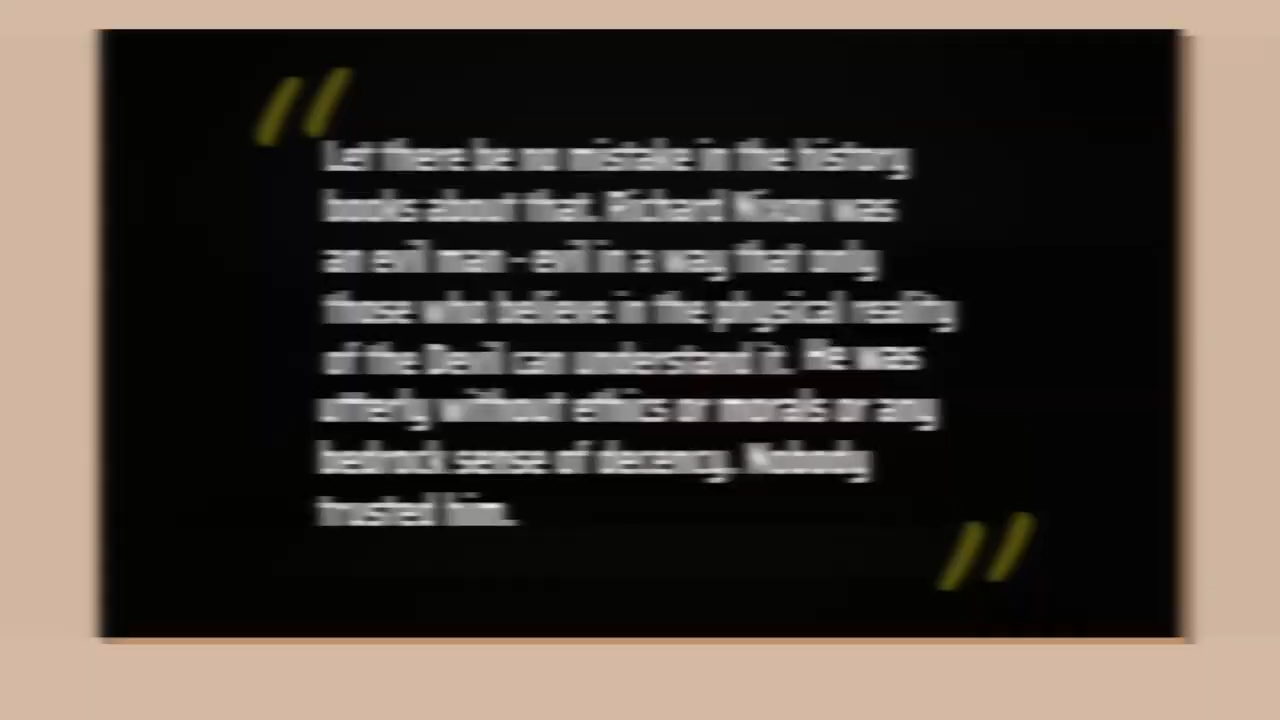 Let there be no mistake in the history
books about that. Richard Nixon was
an evil man - evil in a way that only
those who believe in the physical reality
of the Devil can understand it. He was
utterly without ethics or morals or any
bedrock sense of decency. Nobody
trusted him.